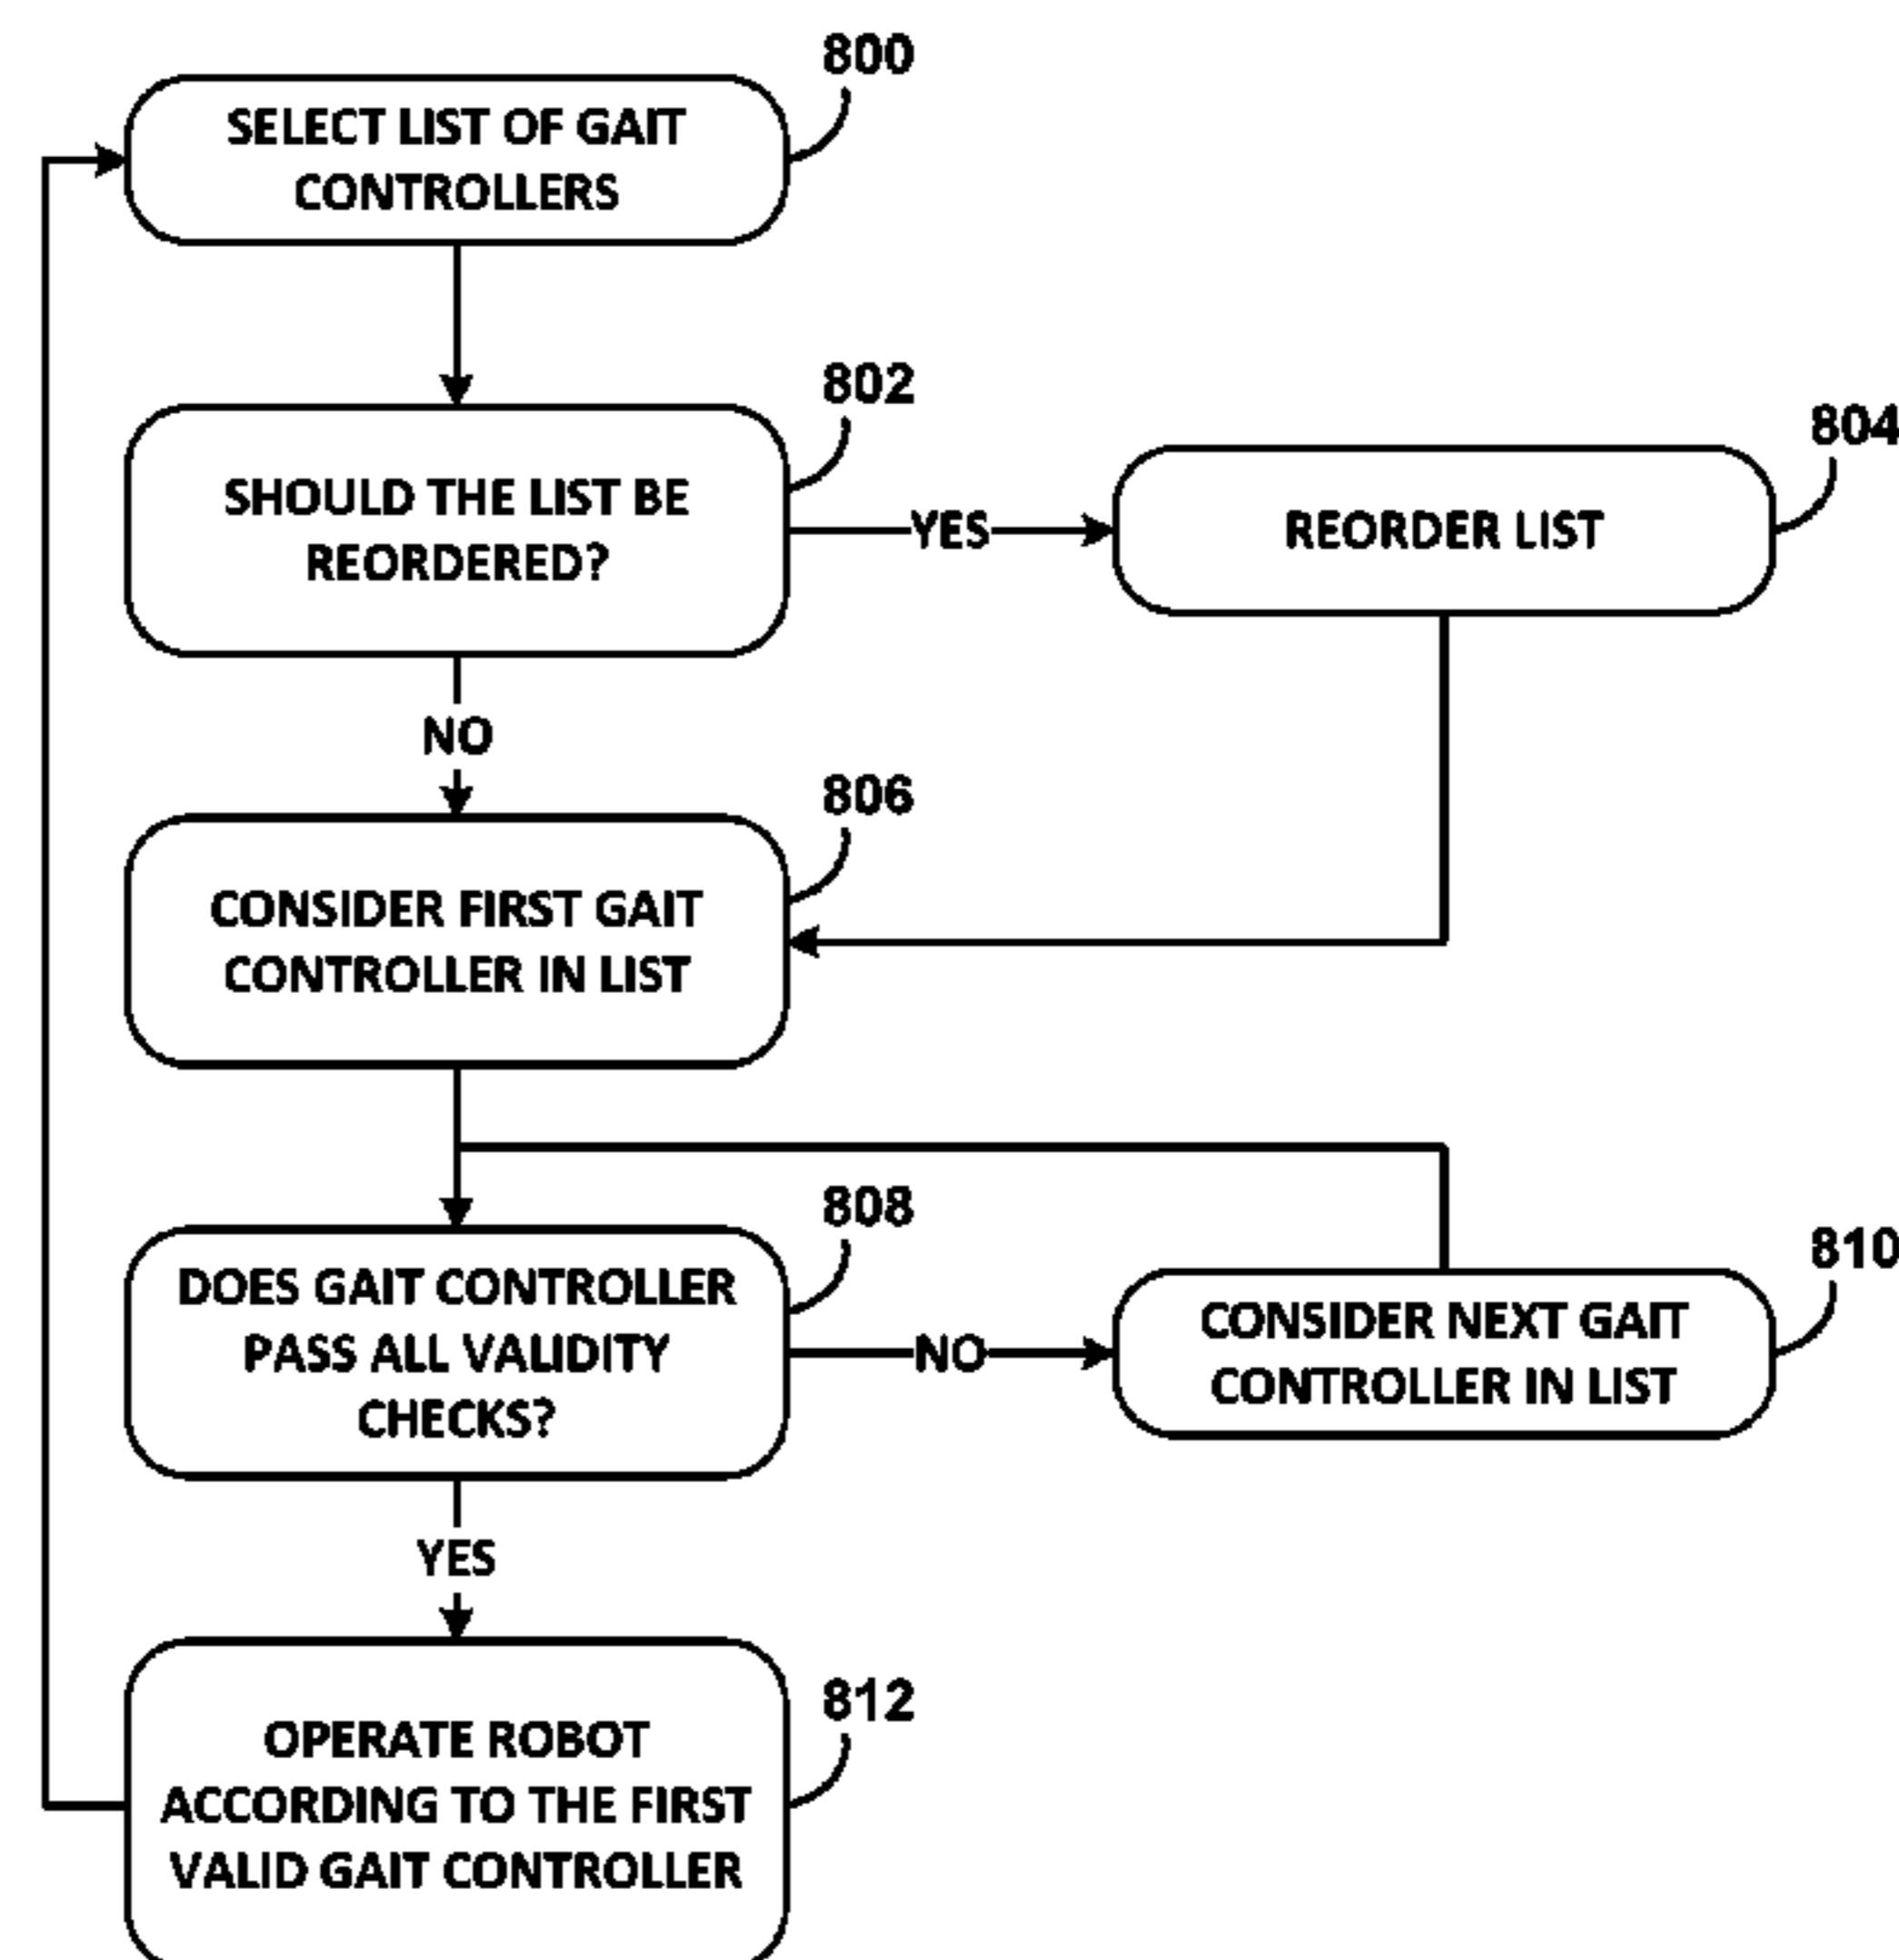 800
SELECT LIST OF GAIT
CONTROLLERS
802
SHOULD THE LIST BE
REORDERED?
YES
804
REORDER LIST
NO
806
CONSIDER FIRST GAIT
CONTROLLER IN LIST
808
DOES GAIT CONTROLLER
PASS ALL VALIDITY
CHECKS?
NO
810
CONSIDER NEXT GAIT
CONTROLLER IN LIST
YES
812
OPERATE ROBOT
ACCORDING TO THE FIRST
VALID GAIT CONTROLLER